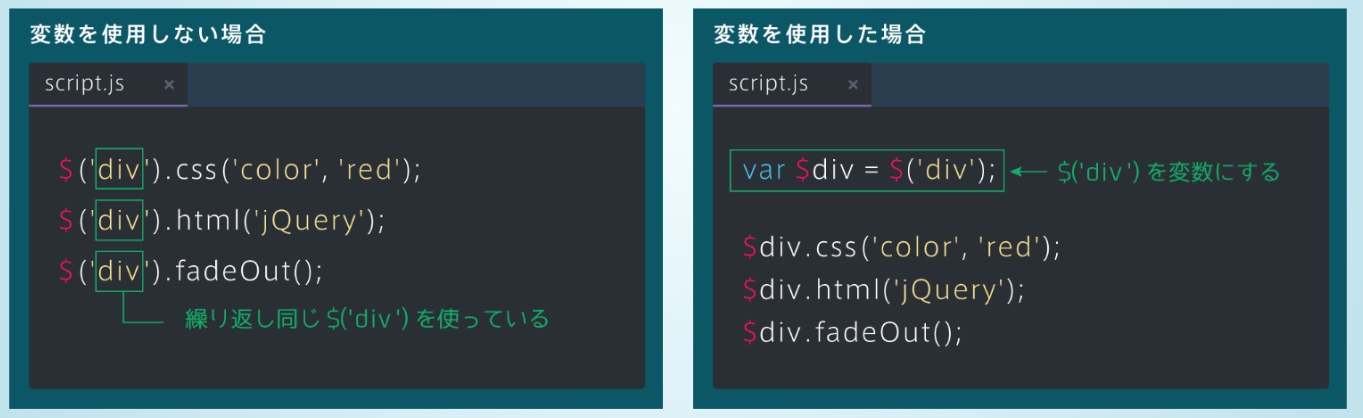 変数を使用しない場合
script.js ×
$('div').css('color', 'red');
$('div').html('jQuery');
$('div').fadeOut();
繰り返し同じ $('div') を使っている
変数を使用した場合
script.js ×
var $div = $('div'); ← $('div') を変数にする
$div.css('color', 'red');
$div.html('jQuery');
$div.fadeOut();